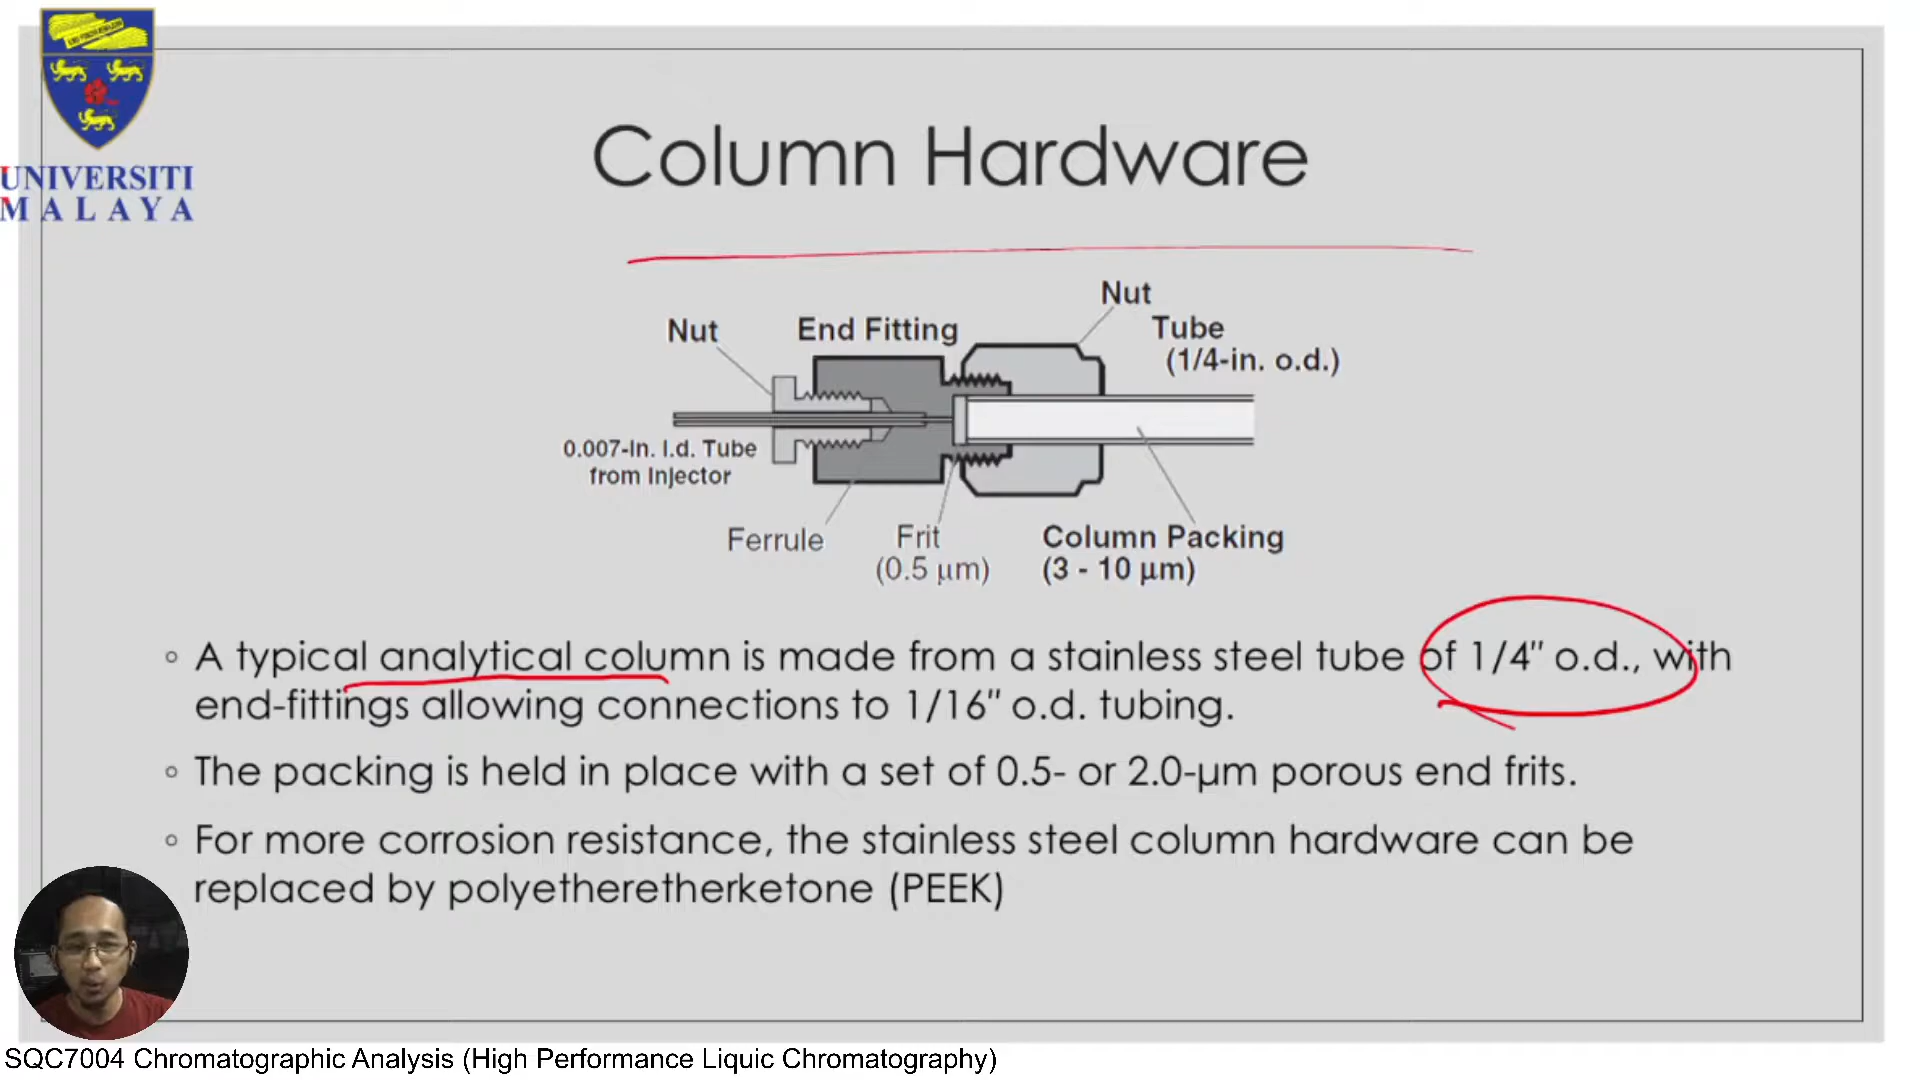 UNIVERSITI
MALAYA
Column Hardware
Nut
Nut
End Fitting
Tube
(1/4-in. o.d.)
0.007-In. I.d. Tube
from Injector
Ferrule
Frit
(0.5 μm)
Column Packing
(3 - 10 μm)
◦ A typical analytical column is made from a stainless steel tube of 1/4" o.d., with
end-fittings allowing connections to 1/16" o.d. tubing.
◦ The packing is held in place with a set of 0.5- or 2.0-μm porous end frits.
◦ For more corrosion resistance, the stainless steel column hardware can be
replaced by polyetheretherketone (PEEK)
SQC7004 Chromatographic Analysis (High Performance Liquic Chromatography)